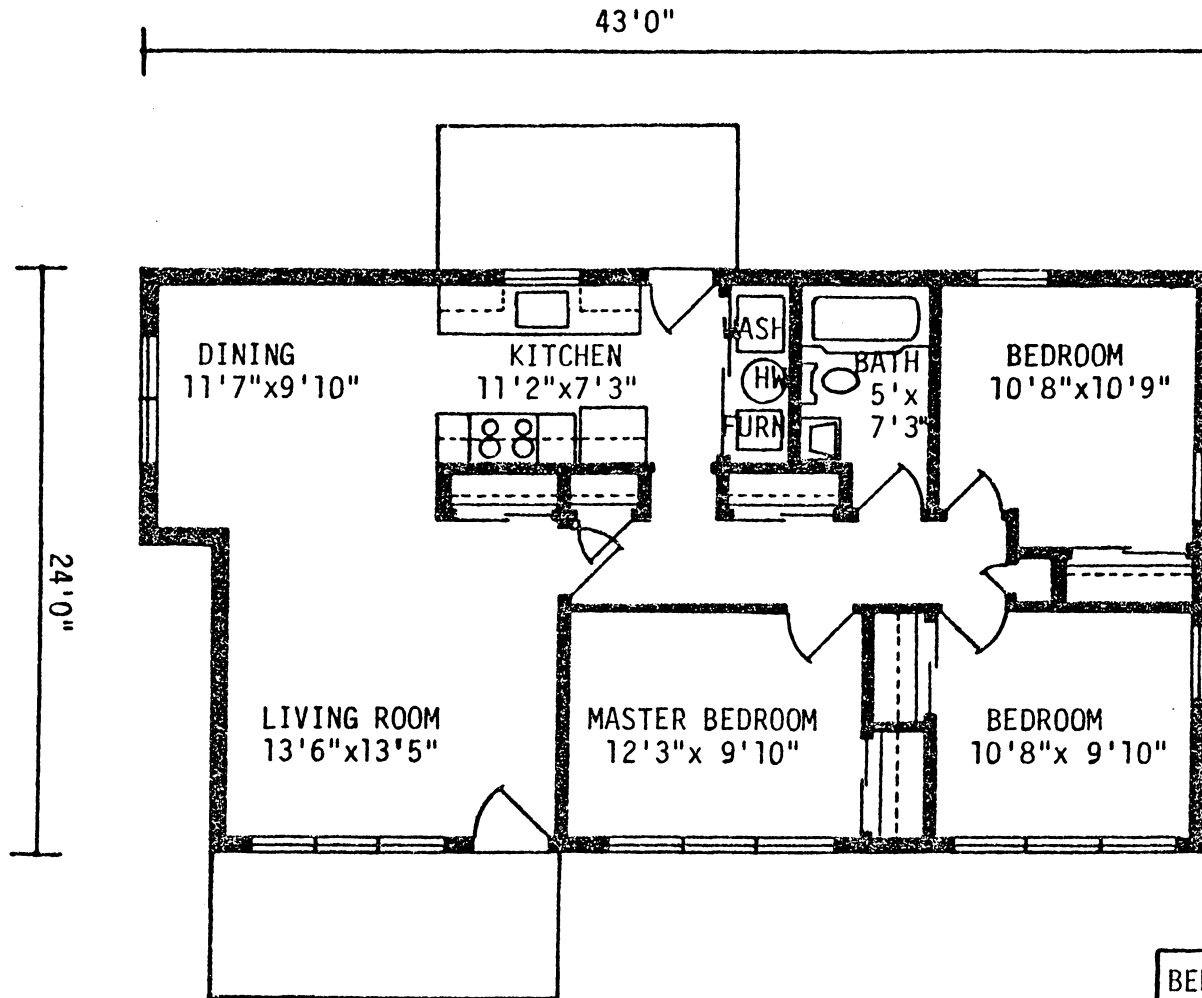 43'0"
DINING
11'7"x9'10"
KITCHEN
11'2"x7'3"
WASH
HW
FURN
BATH
5'x
7'3"
BEDROOM
10'8"x10'9"
24'0"
LIVING ROOM
13'6"x13'5"
MASTER BEDROOM
12'3"x 9'10"
BEDROOM
10'8"x 9'10"